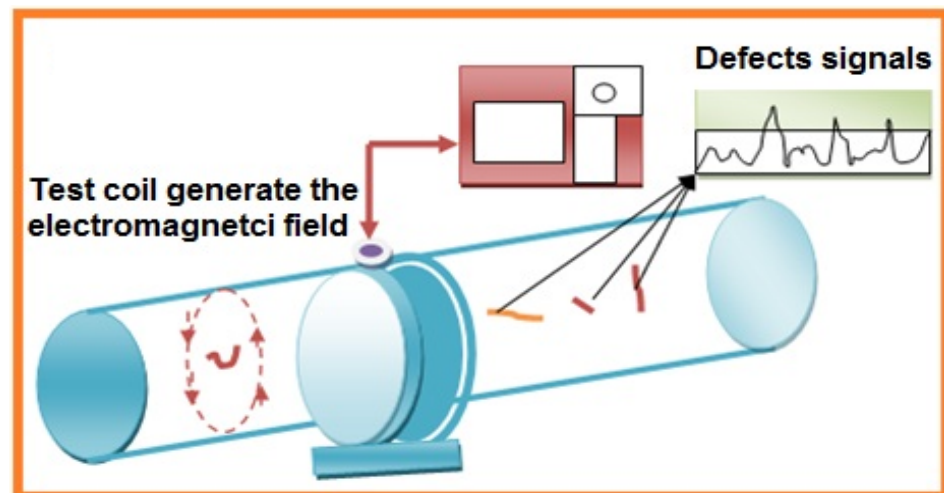 Defects signals
Test coil generate the
electromagnetci field